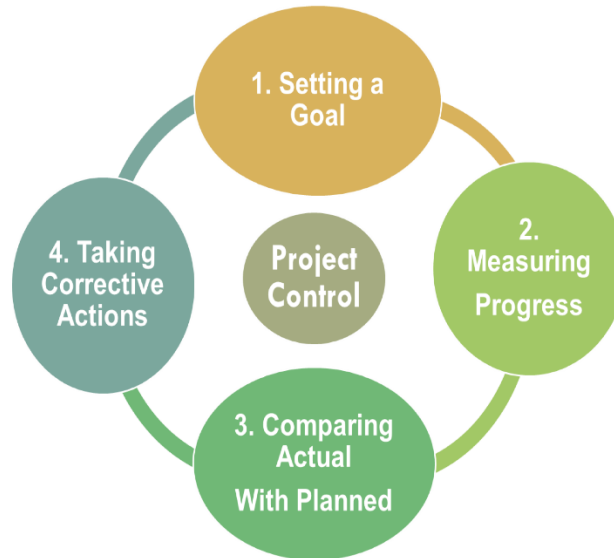 1. Setting a
Goal
2.
Measuring
Progress
3. Comparing
Actual
With Planned
4. Taking
Corrective
Actions
Project
Control